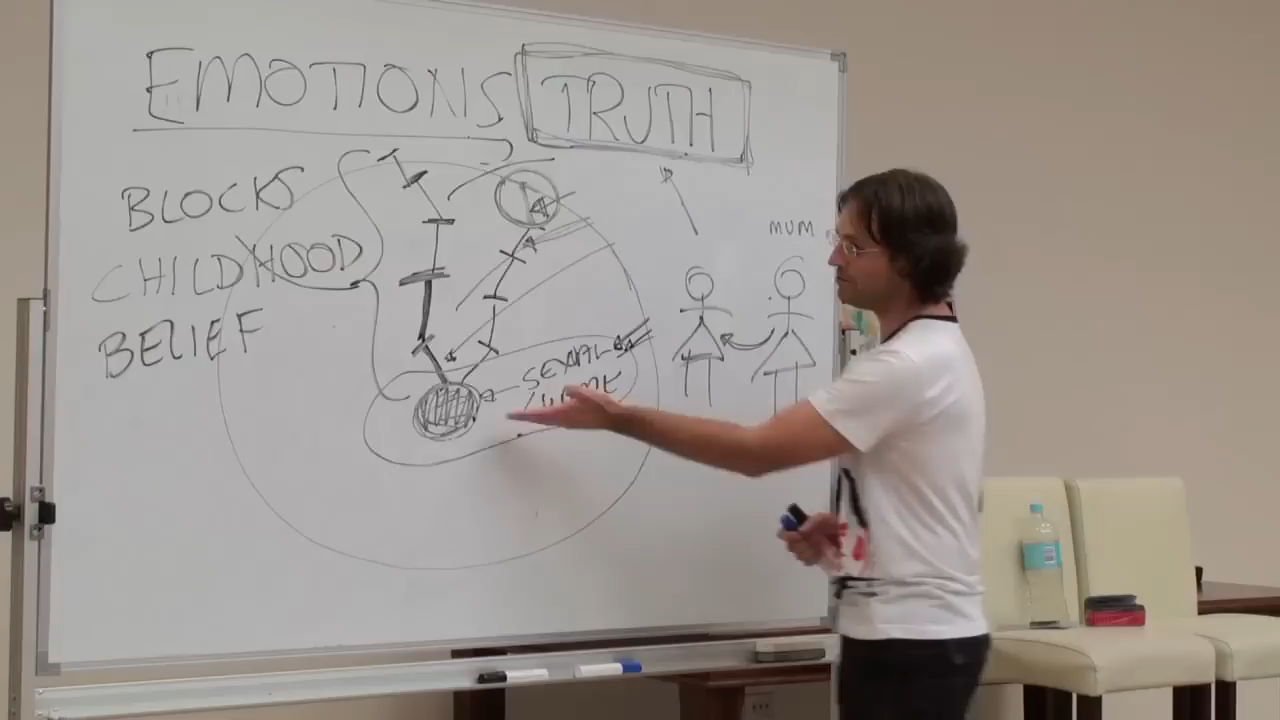 EMOTIONS TRUTH
BLOCKS
CHILDHOOD
BELIEF
MUM
SEXUAL